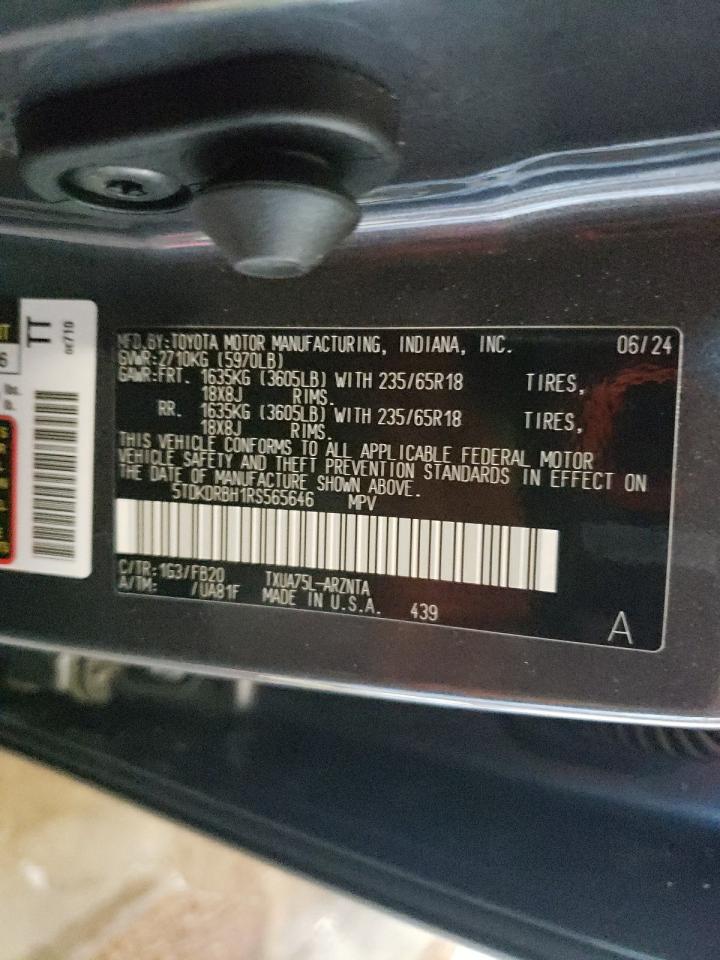 TT
MFD.BY:TOYOTA MOTOR MANUFACTURING, INDIANA, INC. 06/24
GVWR:2710KG (5970LB)
GAWR:FRT. 1635KG (3605LB) WITH 235/65R18 TIRES,
18X8J RIMS.
RR. 1635KG (3605LB) WITH 235/65R18 TIRES,
18X8J RIMS.
THIS VEHICLE CONFORMS TO ALL APPLICABLE FEDERAL MOTOR
VEHICLE SAFETY AND THEFT PREVENTION STANDARDS IN EFFECT ON
THE DATE OF MANUFACTURE SHOWN ABOVE.
5TDKDRBH1RS565646 MPV
C/TR:1G3/FB20 TXUA75L-ARZNTA
A/TM: /UA81F MADE IN U.S.A. 439
A